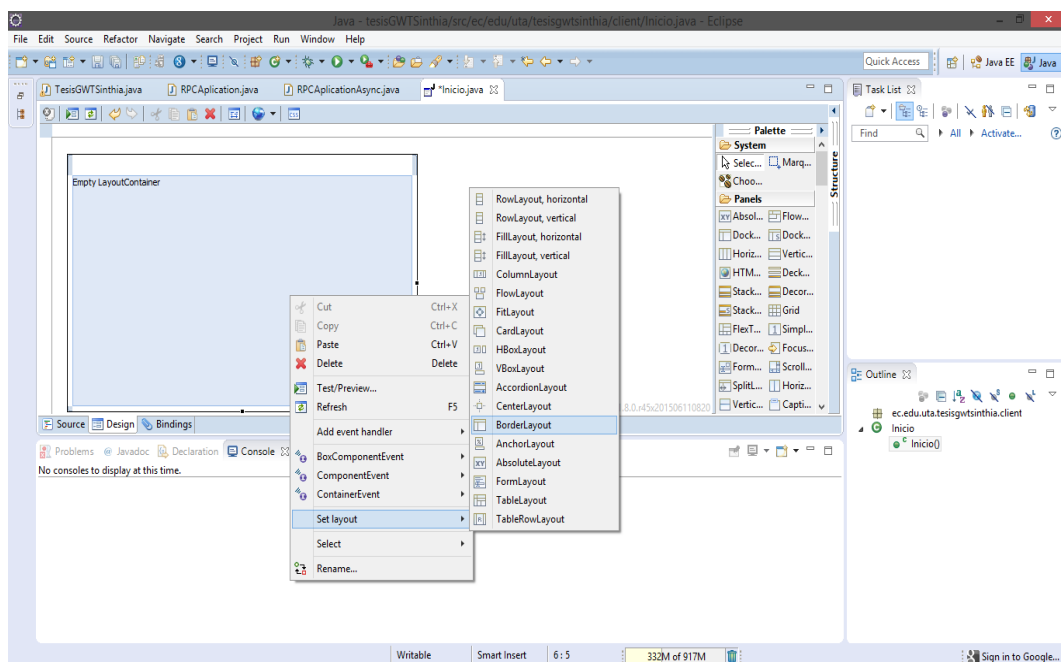 Java - tesisGWTSinthia/src/ec/edu/uta/tesisgwtsinthia/client/Inicio.java - Eclipse
File Edit Source Refactor Navigate Search Project Run Window Help
Quick Access Java EE Java
TesisGWTSinthia.java RPCAplication.java RPCAplicationAsync.java *Inicio.java
Task List
Find All Activate...
Palette
System
Selec... Marq...
Choo...
Structure
Panels
Absol... Flow...
Dock... Dock...
Horiz... Vertic...
HTM... Deck...
Stack... Decor...
Stack... Grid
FlexT... Simpl...
Decor... Focus...
Form... Scroll...
SplitL... Horiz...
Vertic... Capti...
Empty LayoutContainer
RowLayout, horizontal
RowLayout, vertical
FillLayout, horizontal
FillLayout, vertical
ColumnLayout
FlowLayout
FitLayout
CardLayout
HBoxLayout
VBoxLayout
AccordionLayout
CenterLayout
BorderLayout
AnchorLayout
AbsoluteLayout
FormLayout
TableLayout
TableRowLayout
Cut Ctrl+X
Copy Ctrl+C
Paste Ctrl+V
Delete Delete
Test/Preview...
Refresh F5
Add event handler
BoxComponentEvent
ComponentEvent
ContainerEvent
Set layout
Select
Rename...
.8.0.r45x201506110820
Source Design Bindings
Problems @ Javadoc Declaration Console
No consoles to display at this time.
Outline
ec.edu.uta.tesisgwtsinthia.client
Inicio
Inicio()
Writable Smart Insert 6 : 5 332M of 917M Sign in to Google...